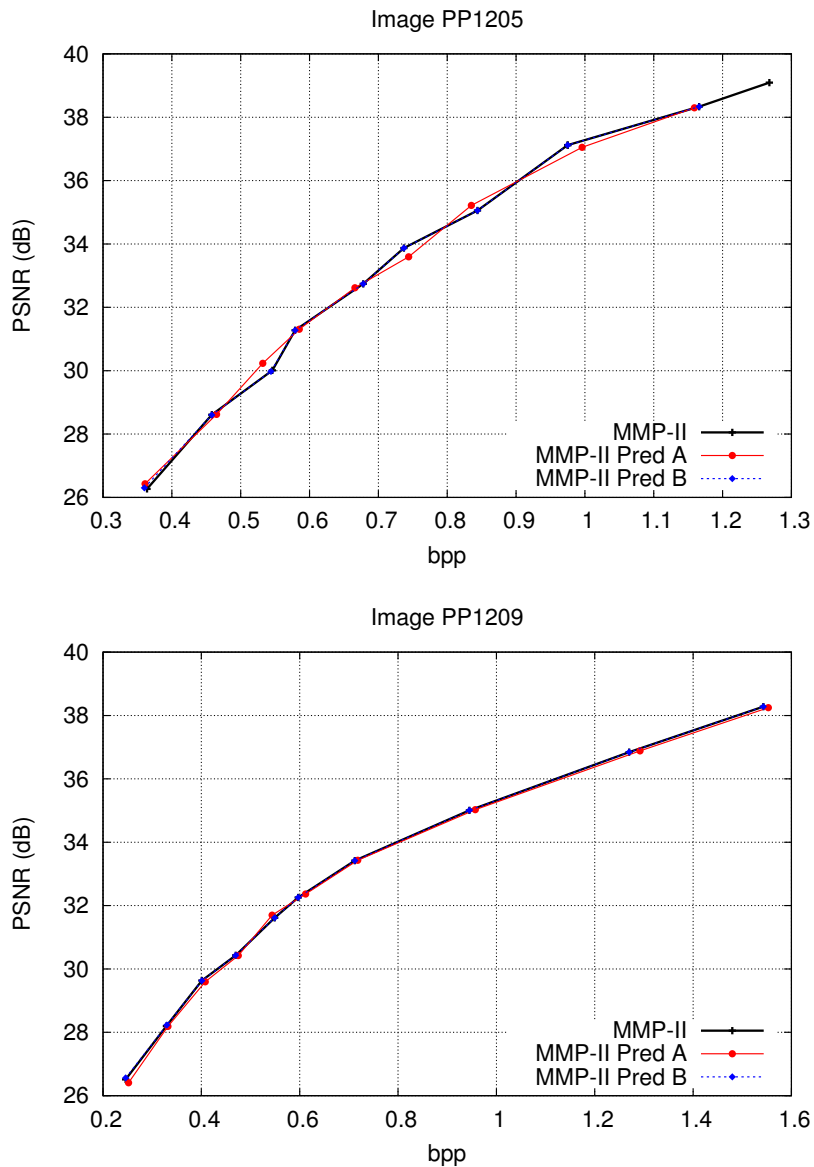 Image PP1205
40
38
36
34
32
30
28
26
PSNR (dB)
MMP-II
MMP-II Pred A
MMP-II Pred B
0.3 0.4 0.5 0.6 0.7 0.8 0.9 1 1.1 1.2 1.3
bpp
Image PP1209
40
38
36
34
32
30
28
26
PSNR (dB)
MMP-II
MMP-II Pred A
MMP-II Pred B
0.2 0.4 0.6 0.8 1 1.2 1.4 1.6
bpp